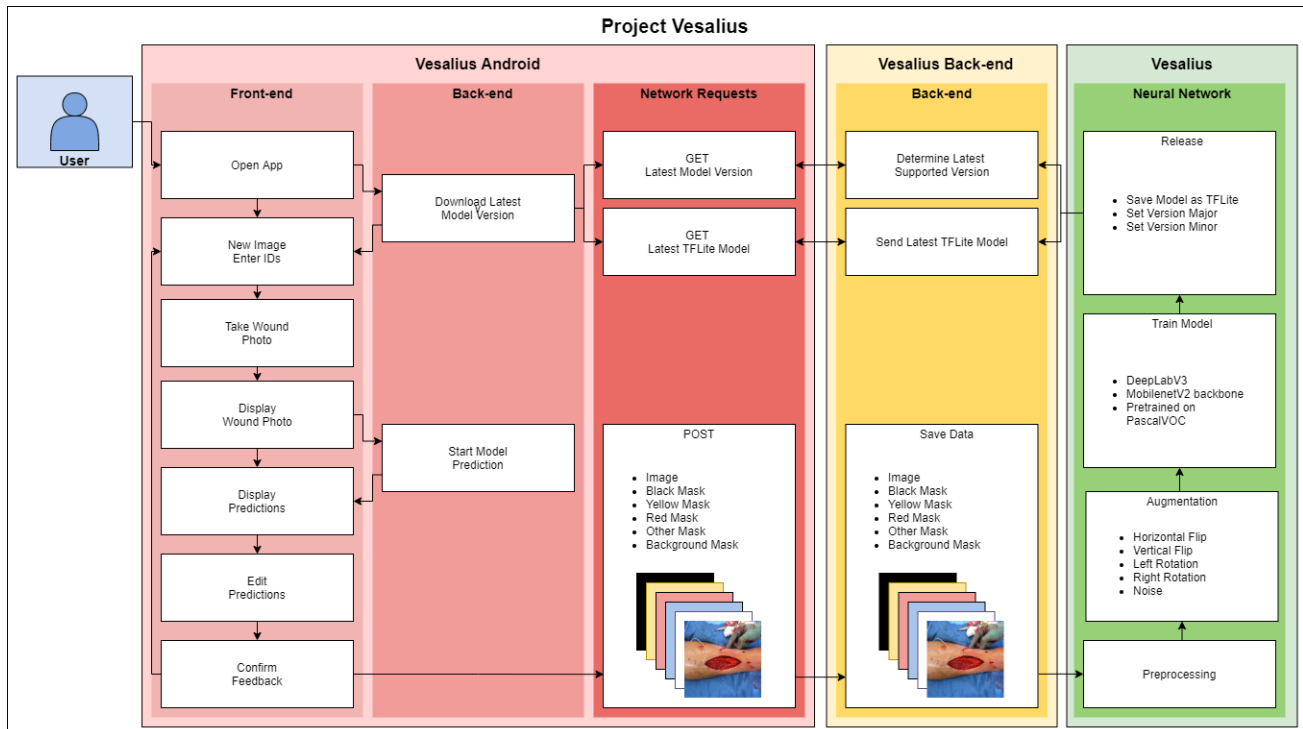 Project Vesalius
User
Vesalius Android
Front-end
Open App
New Image
Enter IDs
Take Wound
Photo
Display
Wound Photo
Display
Predictions
Edit
Predictions
Confirm
Feedback
Back-end
Download Latest
Model Version
Start Model
Prediction
Network Requests
GET
Latest Model Version
GET
Latest TFLite Model
POST
• Image
• Black Mask
• Yellow Mask
• Red Mask
• Other Mask
• Background Mask
Vesalius Back-end
Back-end
Determine Latest
Supported Version
Send Latest TFLite Model
Save Data
• Image
• Black Mask
• Yellow Mask
• Red Mask
• Other Mask
• Background Mask
Vesalius
Neural Network
Release
• Save Model as TFLite
• Set Version Major
• Set Version Minor
Train Model
• DeepLabV3
• MobilenetV2 backbone
• Pretrained on
PascalVOC
Augmentation
• Horizontal Flip
• Vertical Flip
• Left Rotation
• Right Rotation
• Noise
Preprocessing